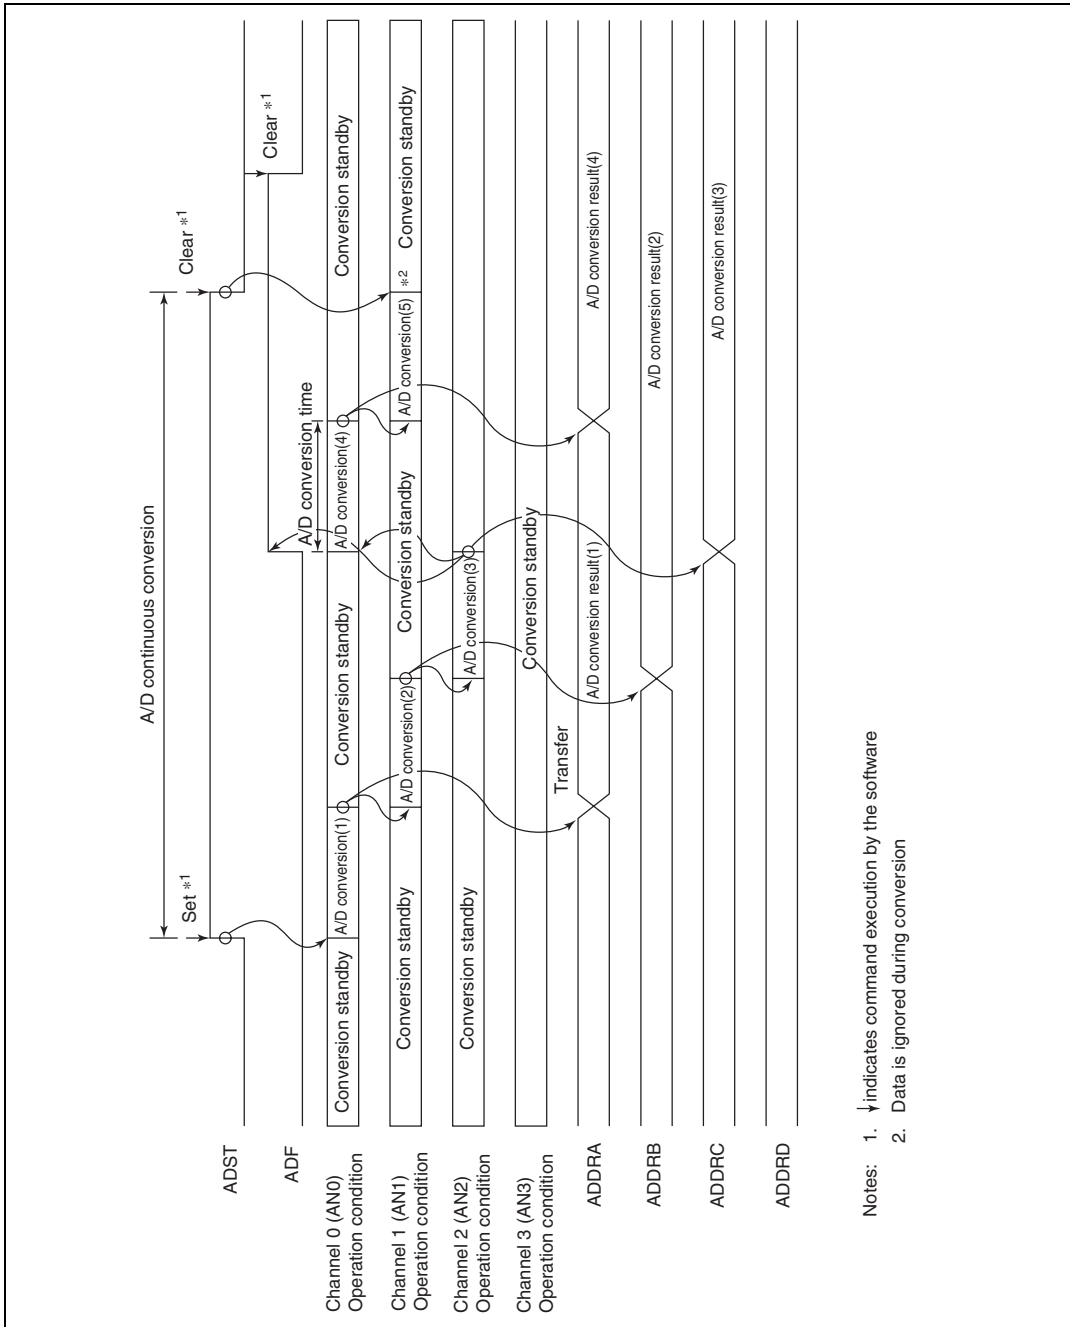 A/D continuous conversion
Set *1
Clear *1
ADST
Clear *1
ADF
A/D conversion time
Channel 0 (AN0)
Operation condition
Conversion standby
A/D conversion(1)
Conversion standby
A/D conversion(4)
Conversion standby
Channel 1 (AN1)
Operation condition
Conversion standby
A/D conversion(2)
Conversion standby
A/D conversion(5)
*2
Conversion standby
Channel 2 (AN2)
Operation condition
Conversion standby
A/D conversion(3)
Channel 3 (AN3)
Operation condition
Conversion standby
Transfer
ADDRA
A/D conversion result(1)
A/D conversion result(4)
ADDRB
A/D conversion result(2)
ADDRC
A/D conversion result(3)
ADDRD
Notes: 1. ↓ indicates command execution by the software
2. Data is ignored during conversion